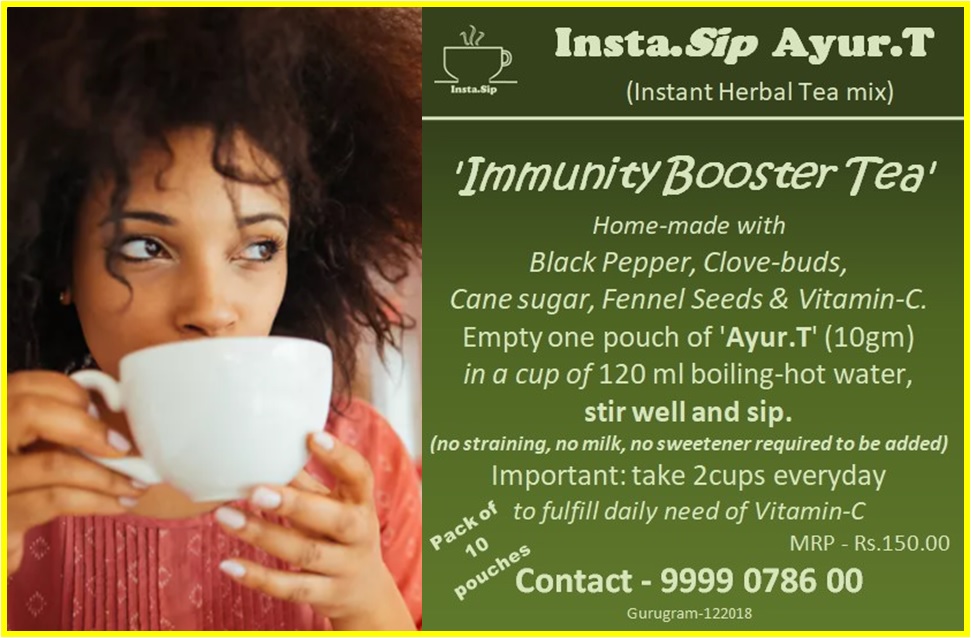 Insta.Sip Ayur.T
Insta.Sip
(Instant Herbal Tea mix)
'Immunity Booster Tea'
Home-made with
Black Pepper, Clove-buds,
Cane sugar, Fennel Seeds & Vitamin-C.
Empty one pouch of 'Ayur.T' (10gm)
in a cup of 120 ml boiling-hot water,
stir well and sip.
(no straining, no milk, no sweetener required to be added)
Important: take 2cups everyday
to fulfill daily need of Vitamin-C
Pack of
10
pouches
MRP - Rs.150.00
Contact - 9999 0786 00
Gurugram-122018